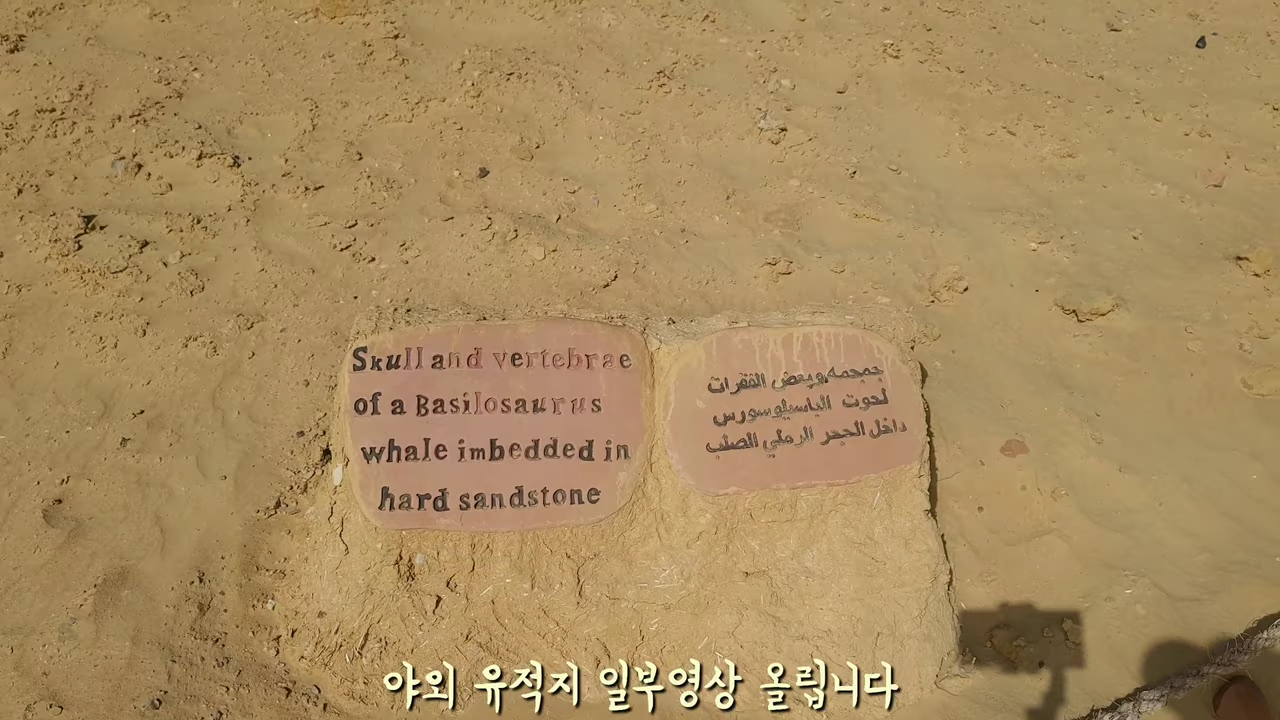 Skull and vertebrae
of a Basilosaurus
whale imbedded in
hard sandstone
جمجمه وبعض الفقرات
لحوت الباسيلوسورس
داخل الحجر الرملي الصلب
야외 유적지 일부영상 올립니다